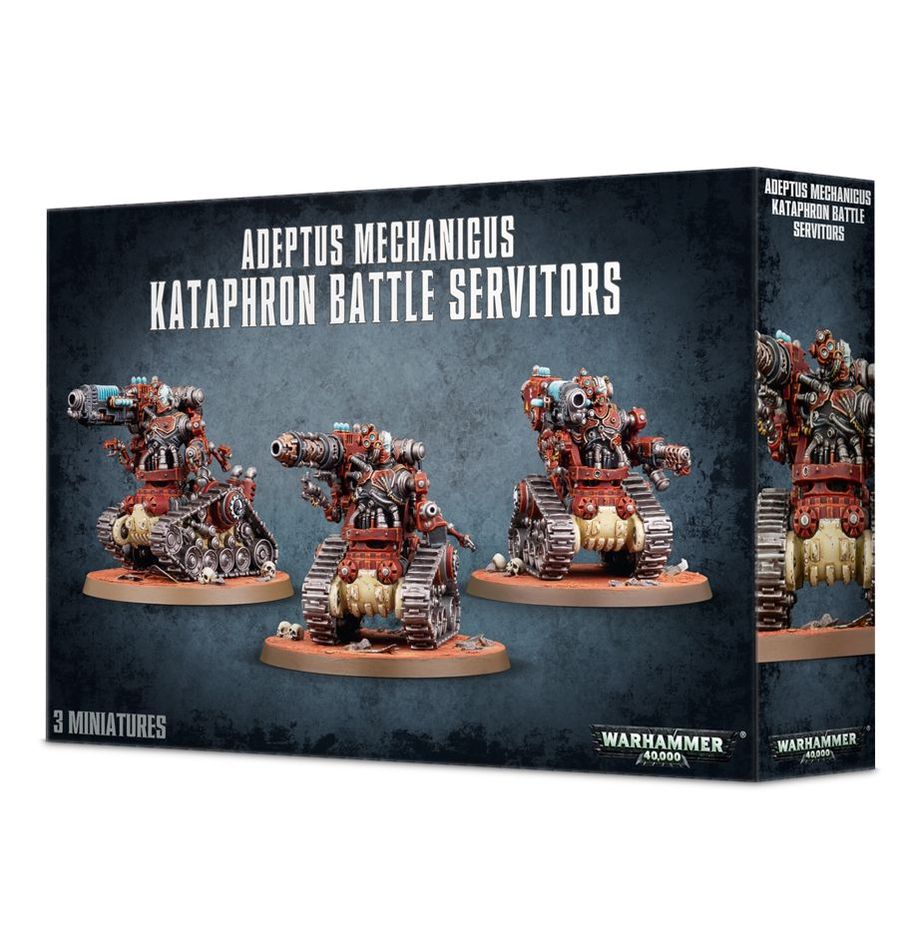 ADEPTUS MECHANICUS
KATAPHRON BATTLE SERVITORS
3 MINIATURES
WARHAMMER®
40,000
ADEPTUS MECHANICUS
KATAPHRON BATTLE
SERVITORS
WARHAMMER®
40,000